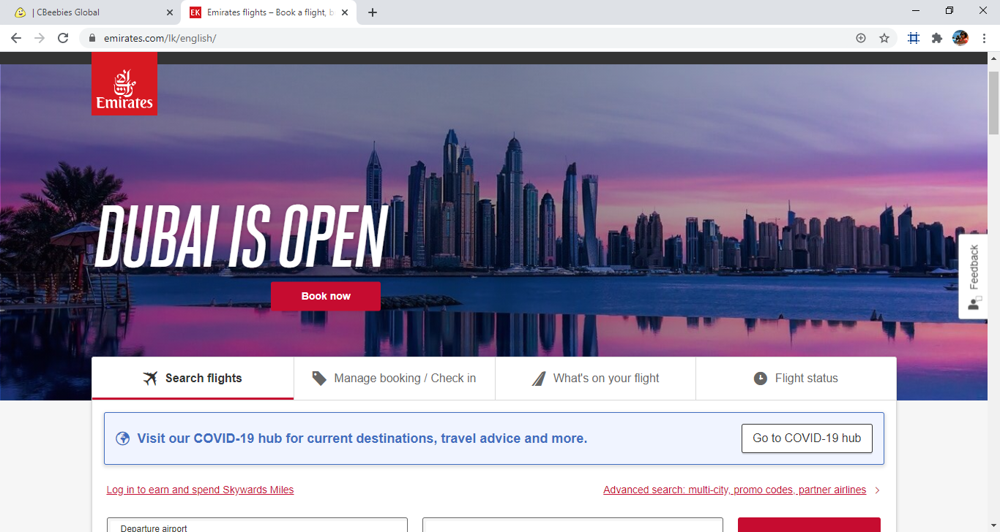 | CBeebies Global
EK
Emirates flights – Book a flight, b
emirates.com/lk/english/
Emirates
DUBAI IS OPEN
Book now
Feedback
Search flights
Manage booking / Check in
What's on your flight
Flight status
Visit our COVID-19 hub for current destinations, travel advice and more.
Go to COVID-19 hub
Log in to earn and spend Skywards Miles
Advanced search: multi-city, promo codes, partner airlines
Departure airport